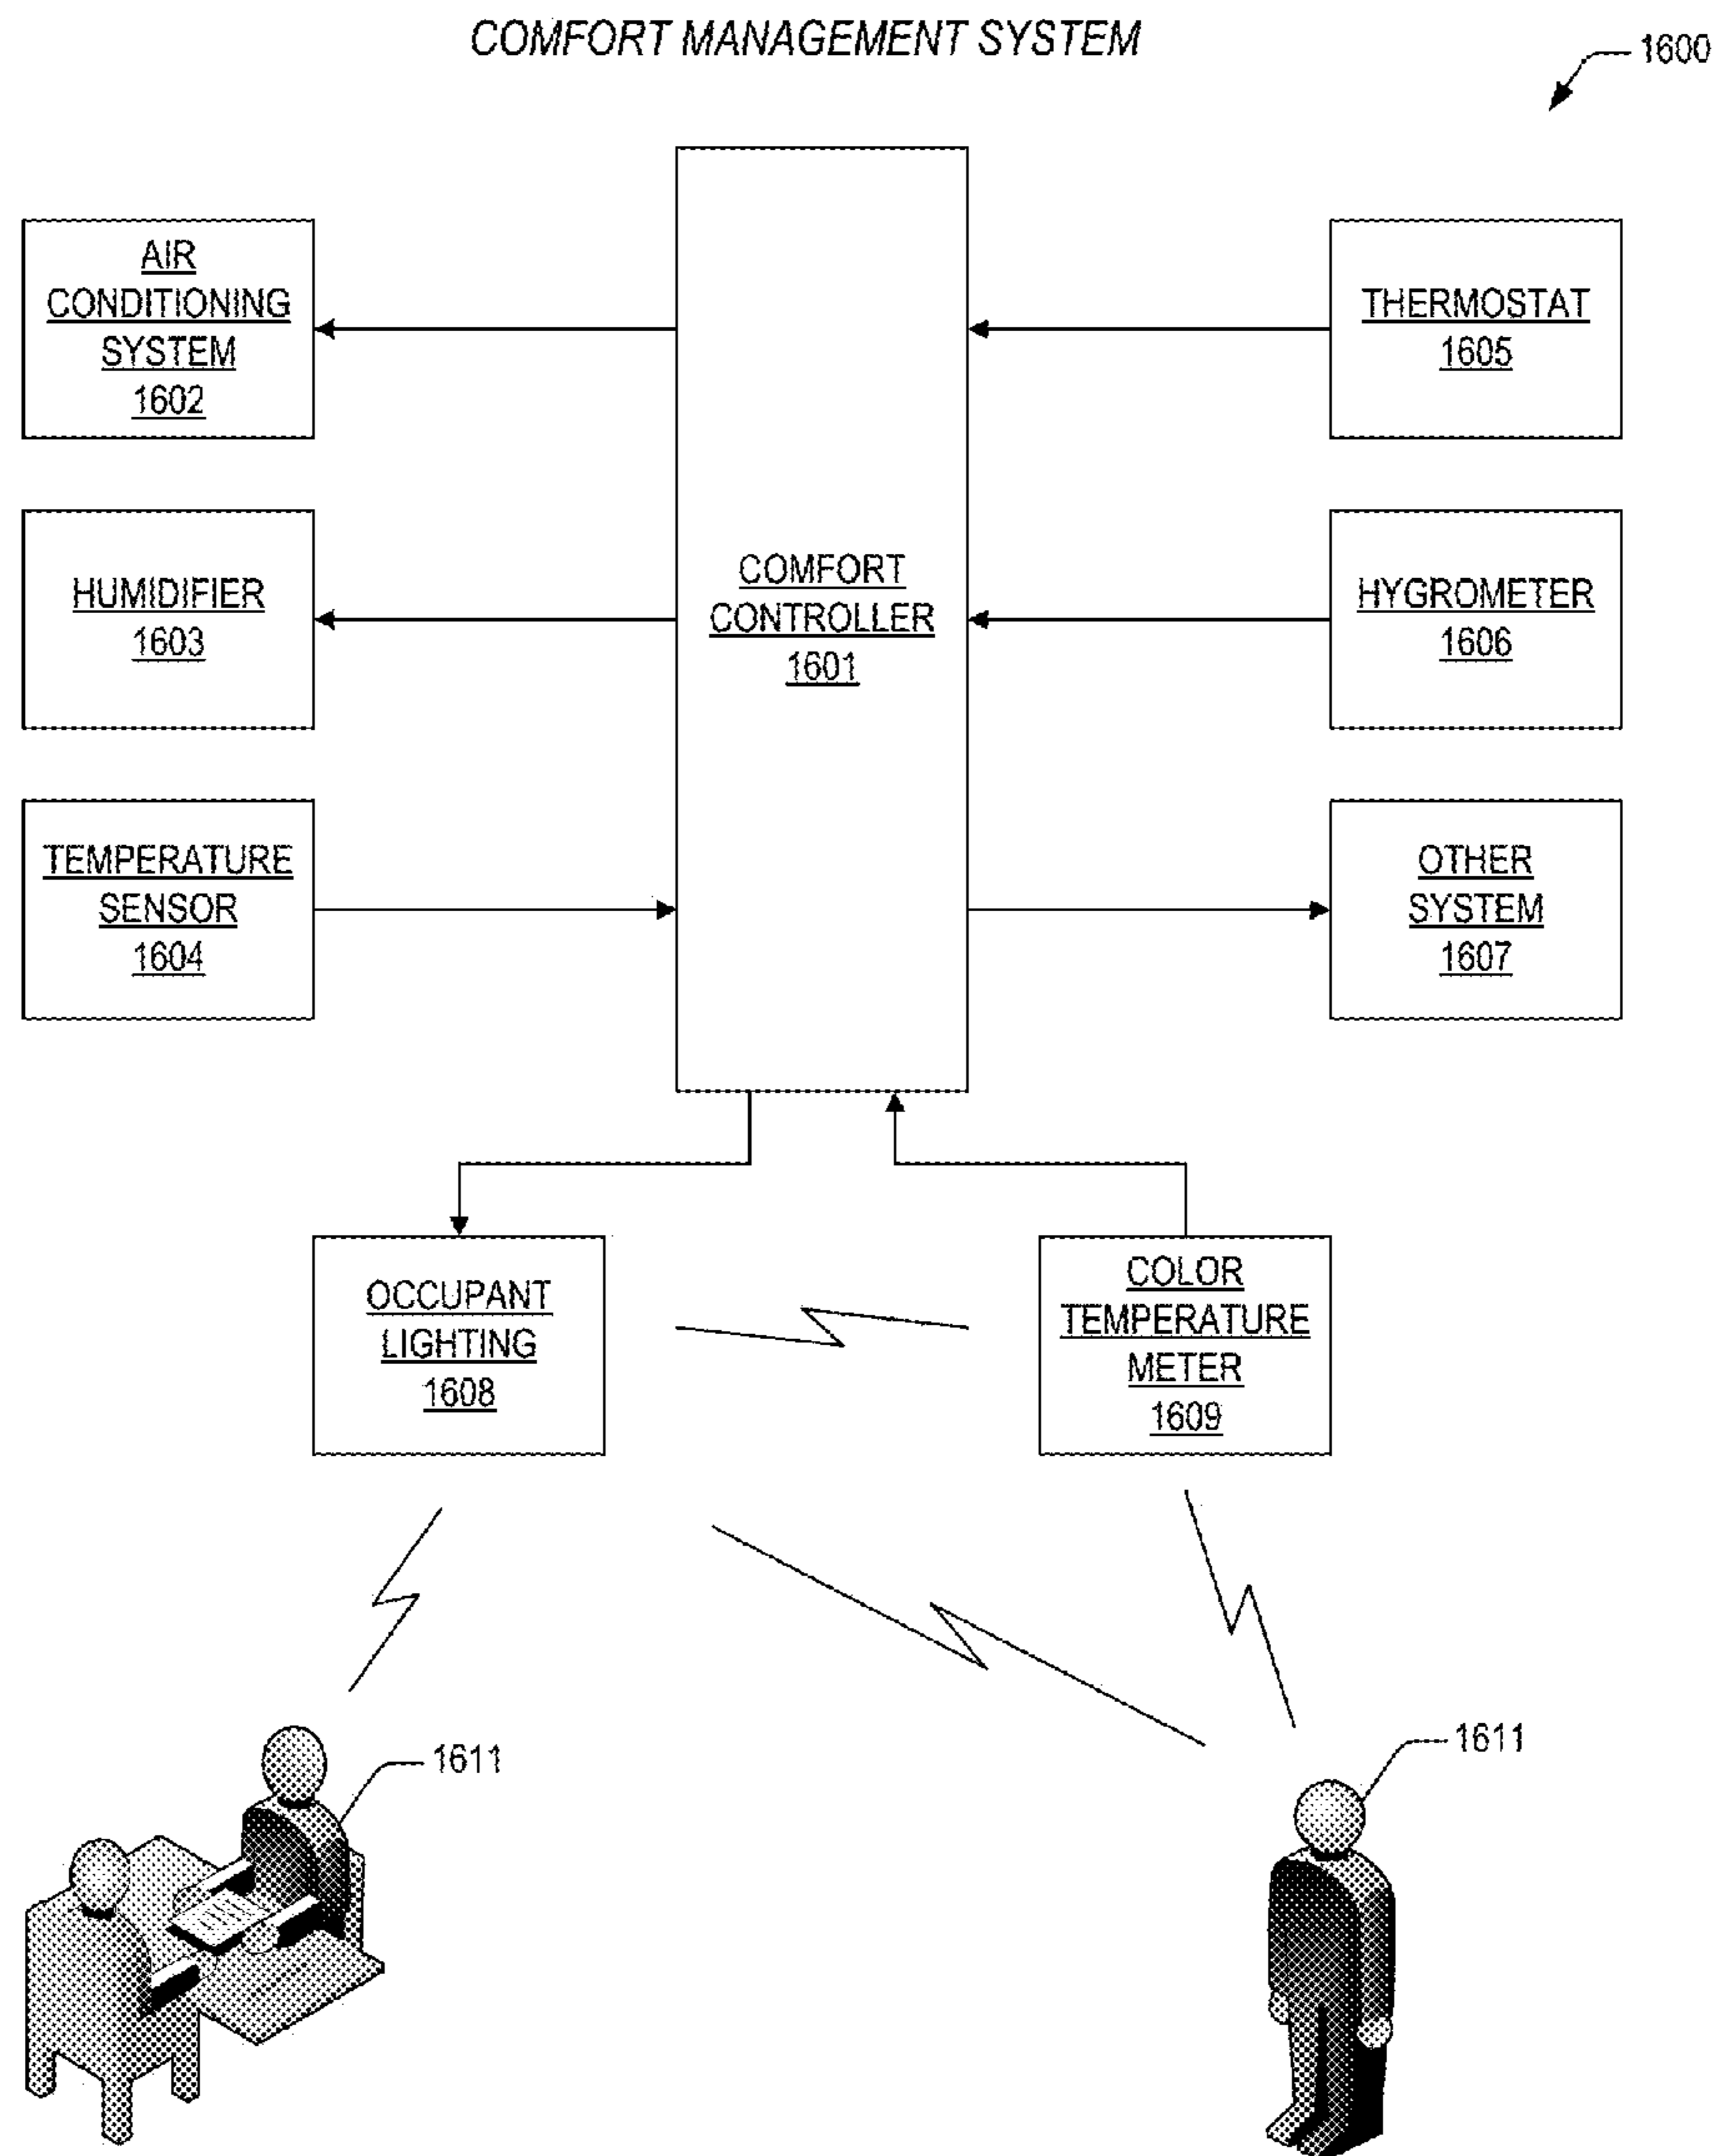 COMFORT MANAGEMENT SYSTEM
1600
AIR
CONDITIONING
SYSTEM
1602
THERMOSTAT
1605
HUMIDIFIER
1603
COMFORT
CONTROLLER
1601
HYGROMETER
1606
TEMPERATURE
SENSOR
1604
OTHER
SYSTEM
1607
OCCUPANT
LIGHTING
1608
COLOR
TEMPERATURE
METER
1609
1611
1611